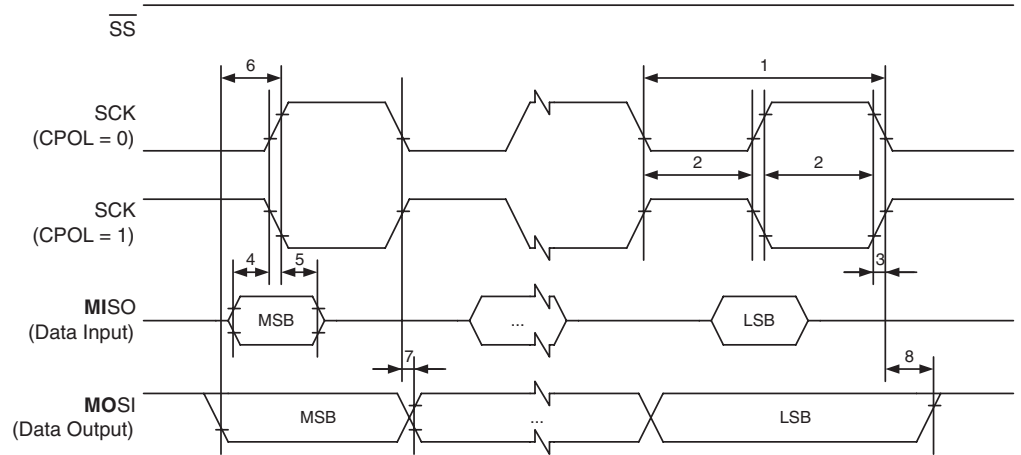 SS
6
1
SCK
(CPOL = 0)
2
2
SCK
(CPOL = 1)
4
5
3
MISO
(Data Input)
MSB
...
LSB
7
8
MOSI
(Data Output)
MSB
...
LSB